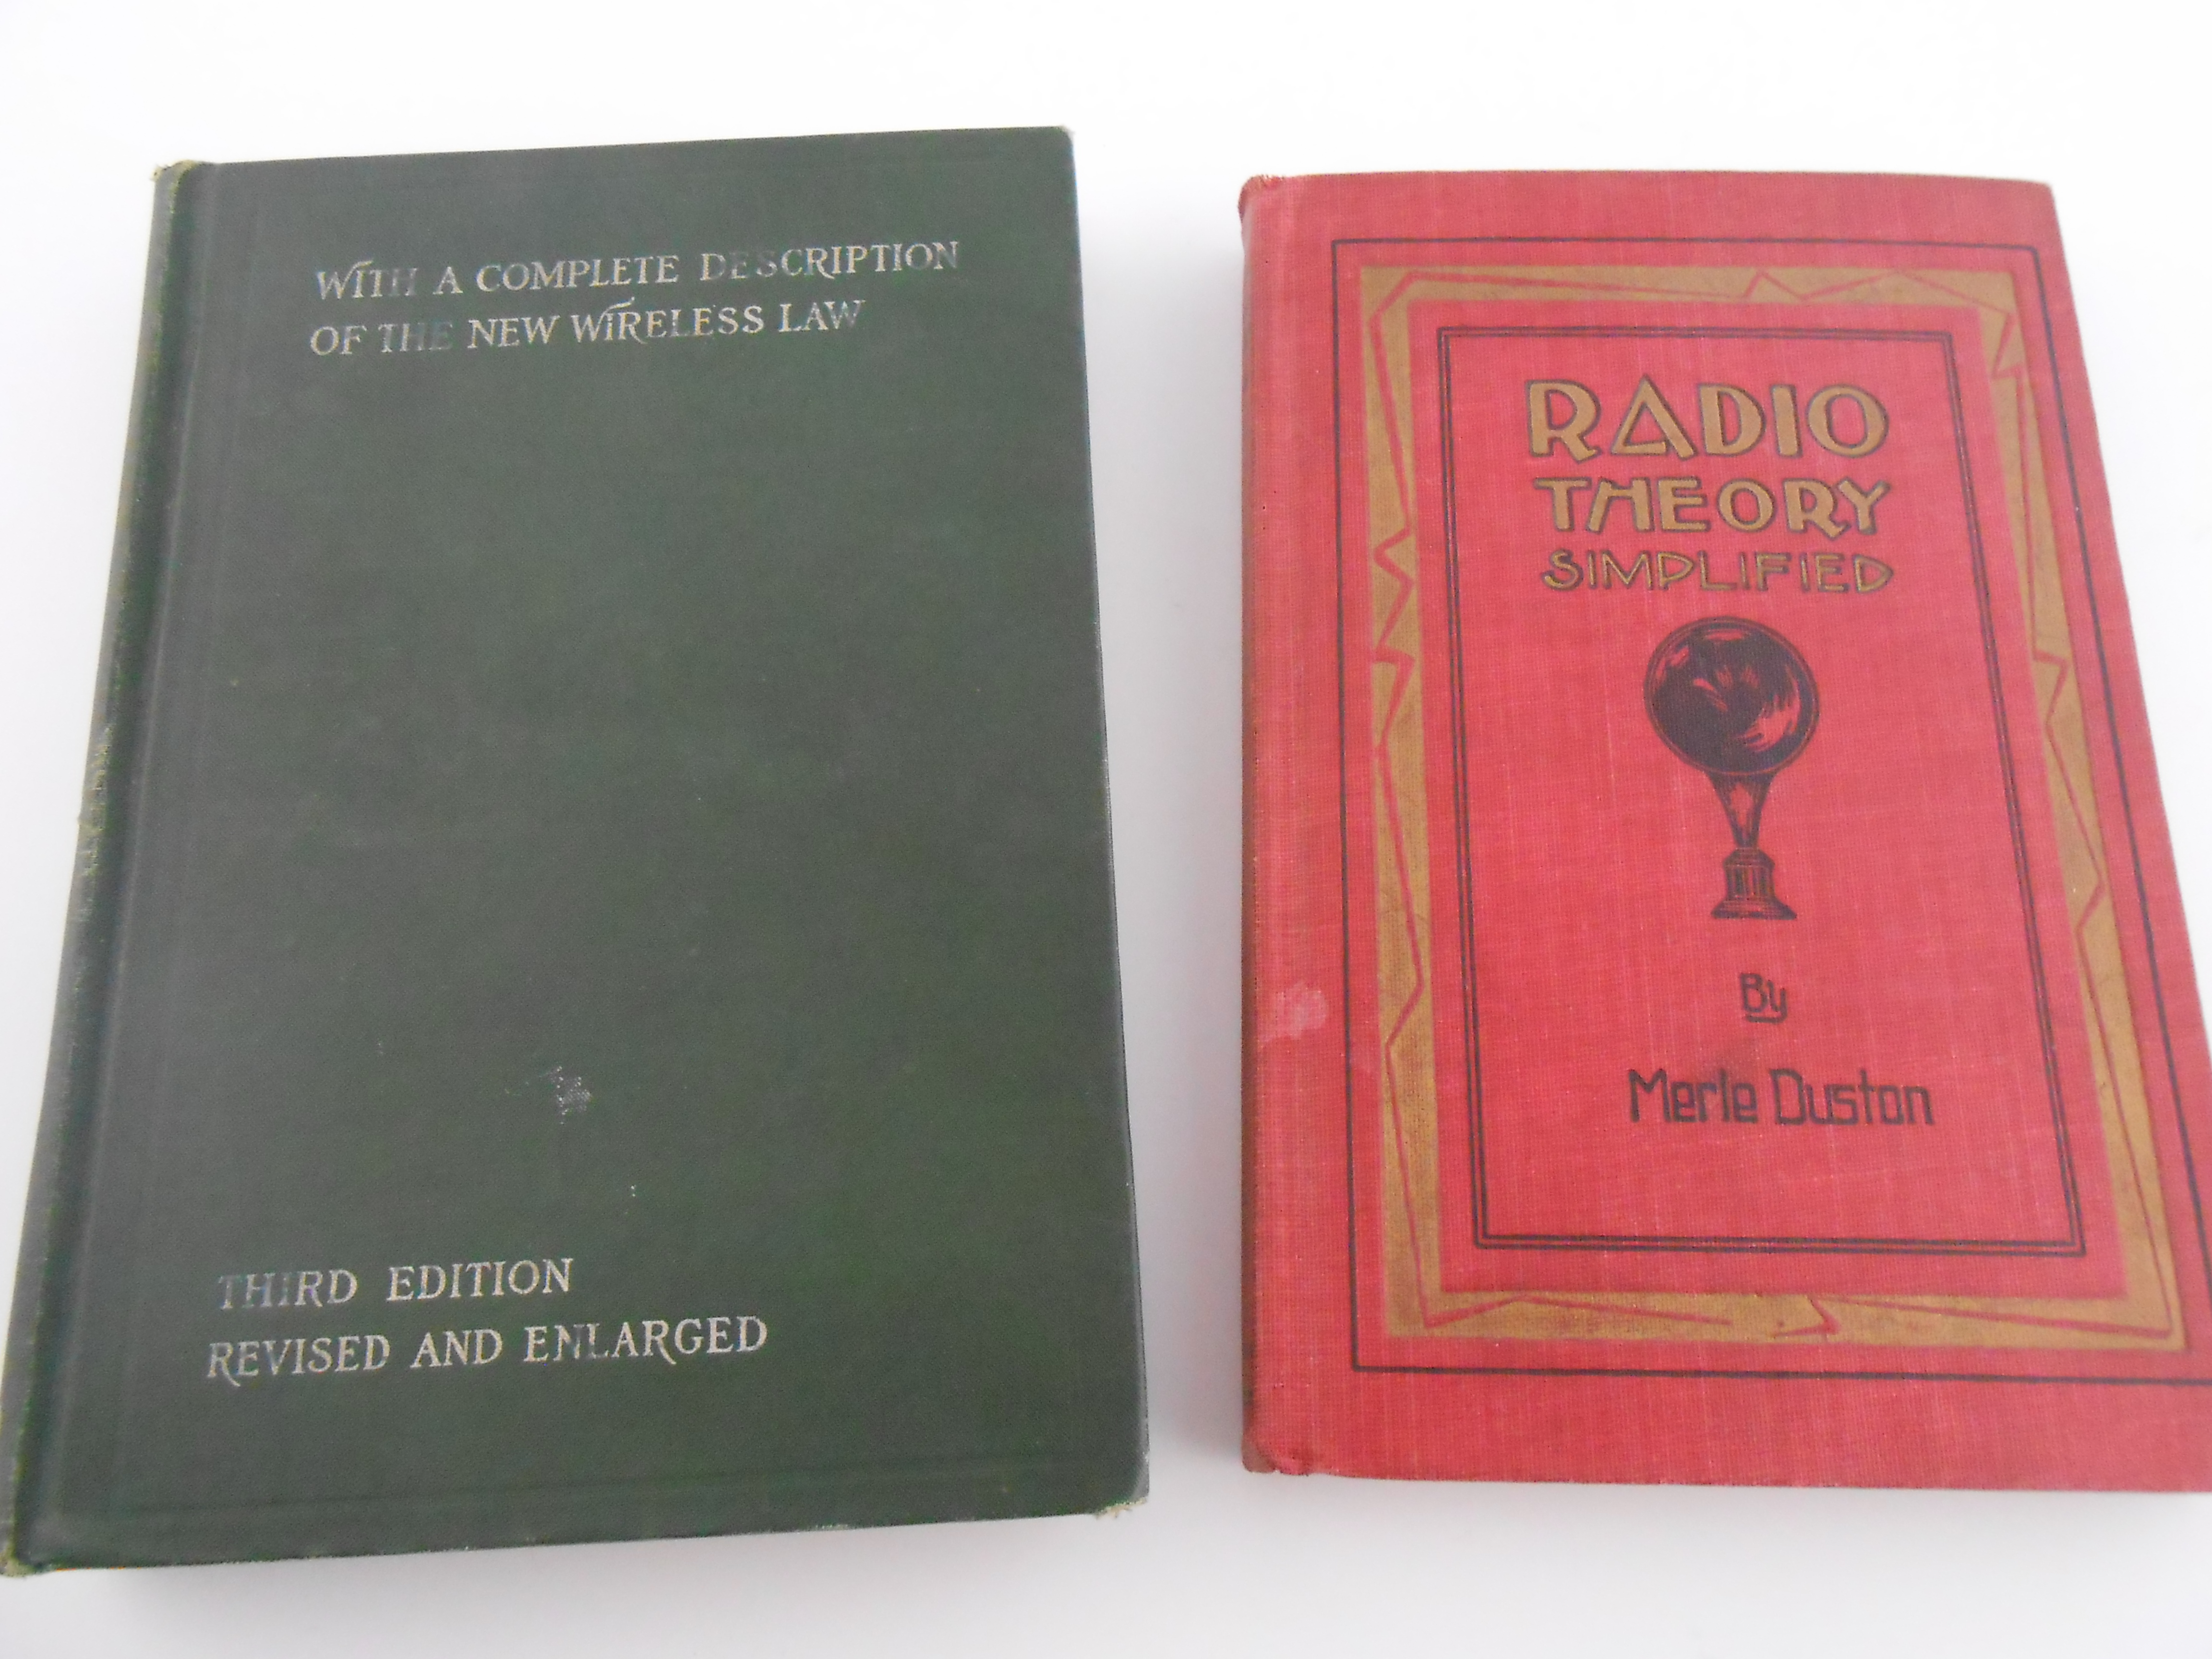 WITH A COMPLETE DESCRIPTION
OF THE NEW WIRELESS LAW
THIRD EDITION
REVISED AND ENLARGED
RADIO
THEORY
SIMPLIFIED
By
Merle Duston